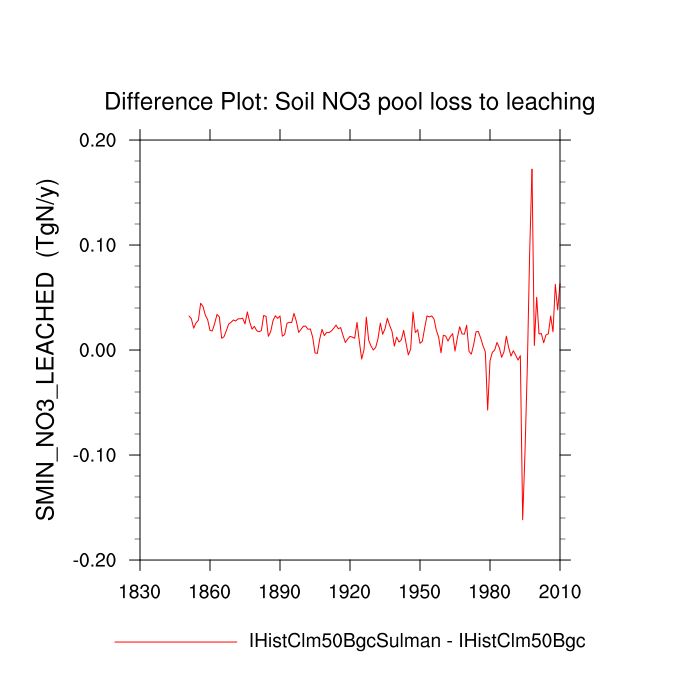 Difference Plot: Soil NO3 pool loss to leaching
SMIN_NO3_LEACHED (TgN/y)
0.20
0.10
0.00
-0.10
-0.20
1830 1860 1890 1920 1950 1980 2010
IHistClm50BgcSulman - IHistClm50Bgc